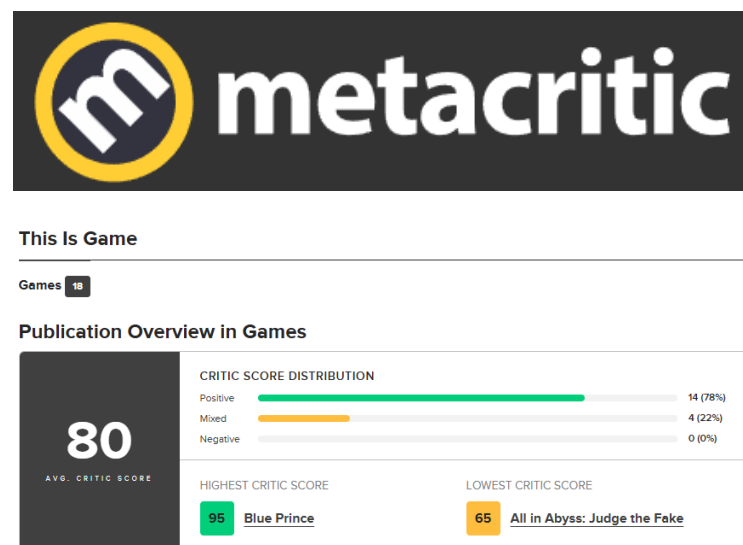 m metacritic
This Is Game
Games 18
Publication Overview in Games
CRITIC SCORE DISTRIBUTION
Positive 14 (78%)
Mixed 4 (22%)
Negative 0 (0%)
80
AVG. CRITIC SCORE
HIGHEST CRITIC SCORE
95 Blue Prince
LOWEST CRITIC SCORE
65 All in Abyss: Judge the Fake